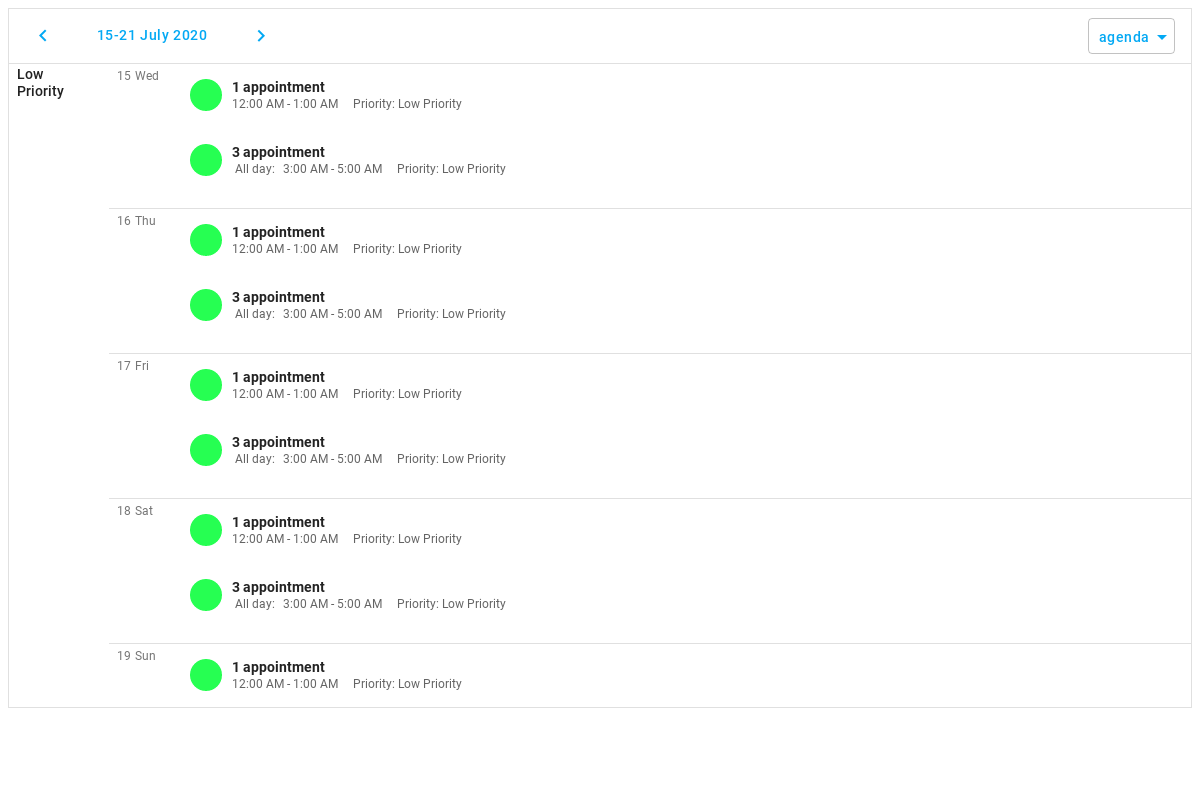 15-21 July 2020
agenda
Low
Priority
15 Wed
1 appointment
12:00 AM - 1:00 AM Priority: Low Priority
3 appointment
All day: 3:00 AM - 5:00 AM Priority: Low Priority
16 Thu
1 appointment
12:00 AM - 1:00 AM Priority: Low Priority
3 appointment
All day: 3:00 AM - 5:00 AM Priority: Low Priority
17 Fri
1 appointment
12:00 AM - 1:00 AM Priority: Low Priority
3 appointment
All day: 3:00 AM - 5:00 AM Priority: Low Priority
18 Sat
1 appointment
12:00 AM - 1:00 AM Priority: Low Priority
3 appointment
All day: 3:00 AM - 5:00 AM Priority: Low Priority
19 Sun
1 appointment
12:00 AM - 1:00 AM Priority: Low Priority